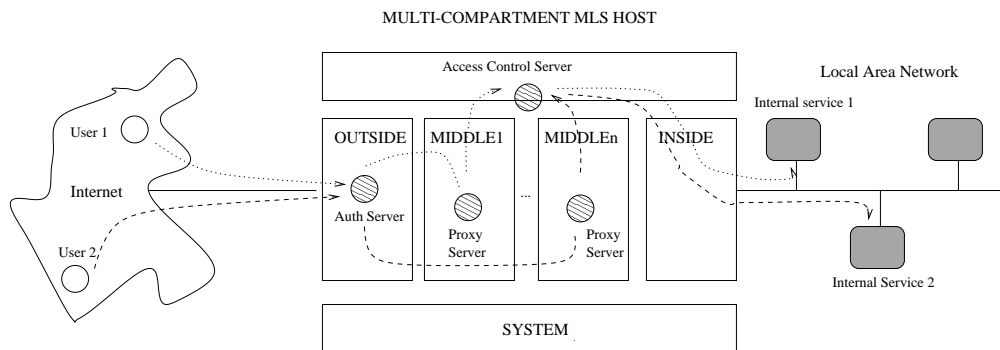 MULTI-COMPARTMENT MLS HOST
Access Control Server
Local Area Network
Internal service 1
User 1
OUTSIDE
MIDDLE1
MIDDLEn
INSIDE
Internet
...
Auth Server
Proxy
Server
Proxy
Server
User 2
Internal Service 2
SYSTEM